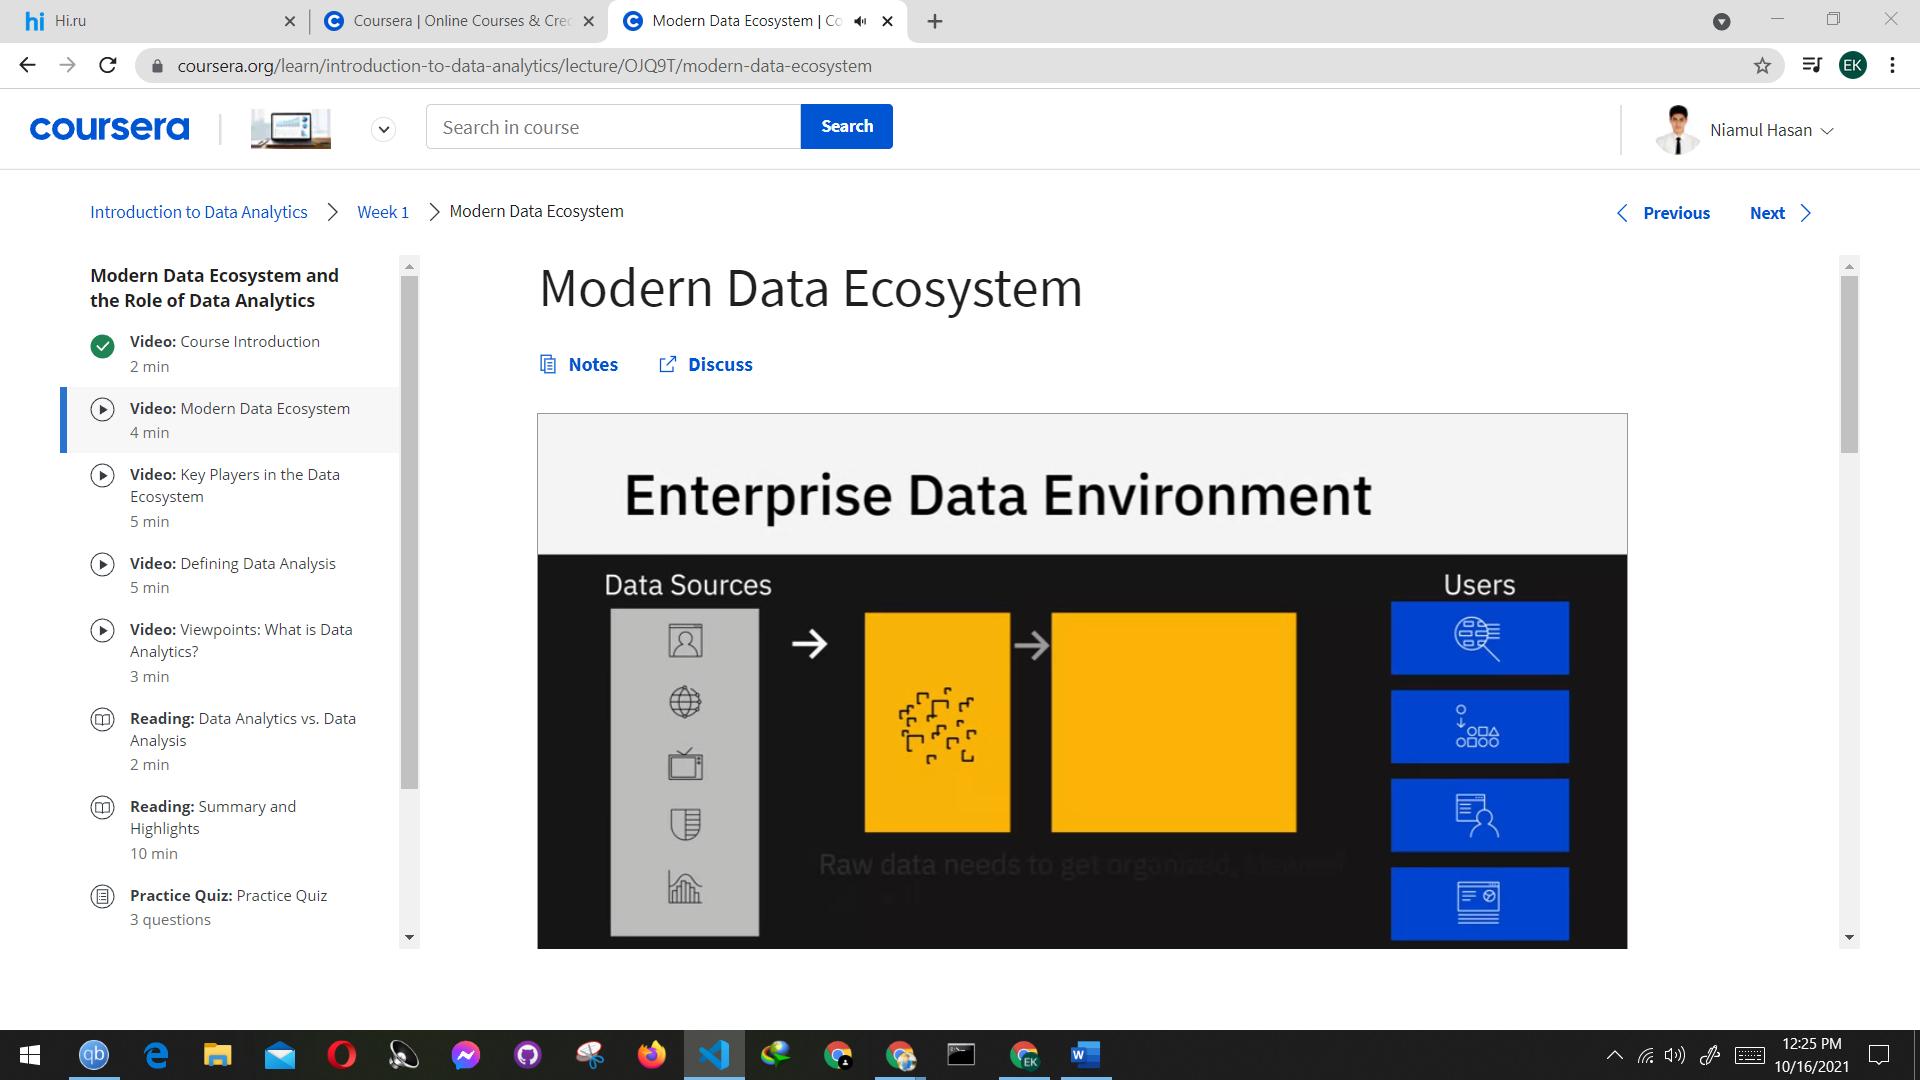 hi Hi.ru
Coursera | Online Courses & Cre
Modern Data Ecosystem | Co
coursera.org/learn/introduction-to-data-analytics/lecture/OJQ9T/modern-data-ecosystem
EK
coursera
Search in course
Search
Niamul Hasan
Introduction to Data Analytics
Week 1
Modern Data Ecosystem
Previous
Next
Modern Data Ecosystem and
the Role of Data Analytics
Video: Course Introduction
2 min
Video: Modern Data Ecosystem
4 min
Video: Key Players in the Data
Ecosystem
5 min
Video: Defining Data Analysis
5 min
Video: Viewpoints: What is Data
Analytics?
3 min
Reading: Data Analytics vs. Data
Analysis
2 min
Reading: Summary and
Highlights
10 min
Practice Quiz: Practice Quiz
3 questions
Modern Data Ecosystem
Notes
Discuss
Enterprise Data Environment
Data Sources
Users
Raw data needs to get organized,
qb
EK
W
12:25 PM
10/16/2021